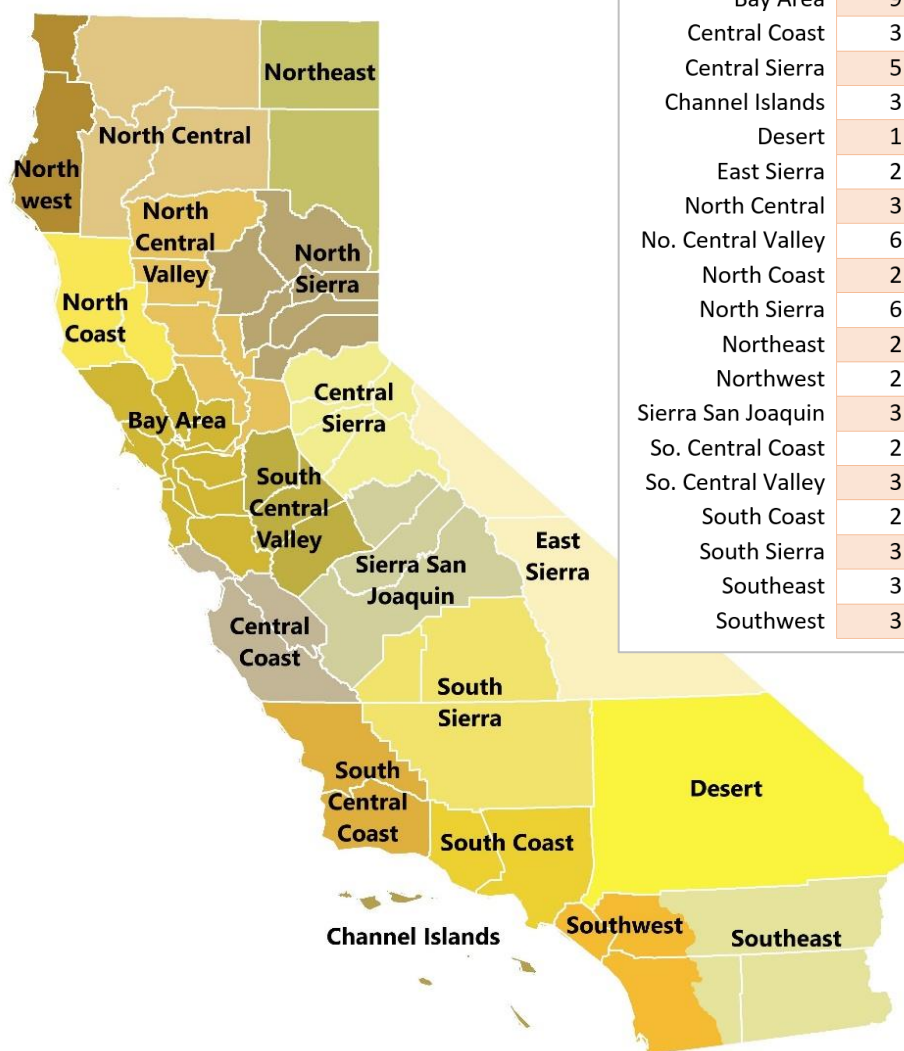 Bay Area 9
Central Coast 3
Central Sierra 5
Channel Islands 3
Desert 1
East Sierra 2
North Central 3
No. Central Valley 6
North Coast 2
North Sierra 6
Northeast 2
Northwest 2
Sierra San Joaquin 3
So. Central Coast 2
So. Central Valley 3
South Coast 2
South Sierra 3
Southeast 3
Southwest 3
Northeast
North Central
North
west
North
Central
Valley
North
Sierra
North
Coast
Central
Sierra
Bay Area
South
Central
Valley
East
Sierra
Sierra San
Joaquin
Central
Coast
South
Sierra
South
Central
Coast
Desert
South Coast
Channel Islands
Southwest
Southeast